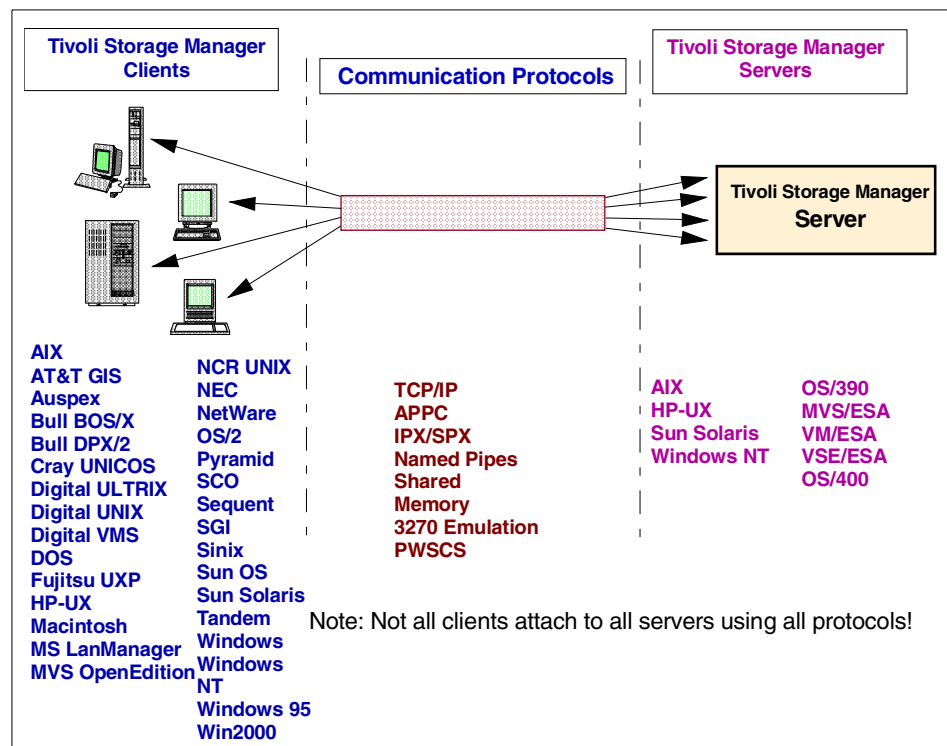 Tivoli Storage Manager
Clients
Communication Protocols
Tivoli Storage Manager
Servers
Tivoli Storage Manager
Server
AIX
AT&T GIS
Auspex
Bull BOS/X
Bull DPX/2
Cray UNICOS
Digital ULTRIX
Digital UNIX
Digital VMS
DOS
Fujitsu UXP
HP-UX
Macintosh
MS LanManager
MVS OpenEdition
NCR UNIX
NEC
NetWare
OS/2
Pyramid
SCO
Sequent
SGI
Sinix
Sun OS
Sun Solaris
Tandem
Windows
Windows
NT
Windows 95
Win2000
TCP/IP
APPC
IPX/SPX
Named Pipes
Shared
Memory
3270 Emulation
PWSCS
AIX
HP-UX
Sun Solaris
Windows NT
OS/390
MVS/ESA
VM/ESA
VSE/ESA
OS/400
Note: Not all clients attach to all servers using all protocols!